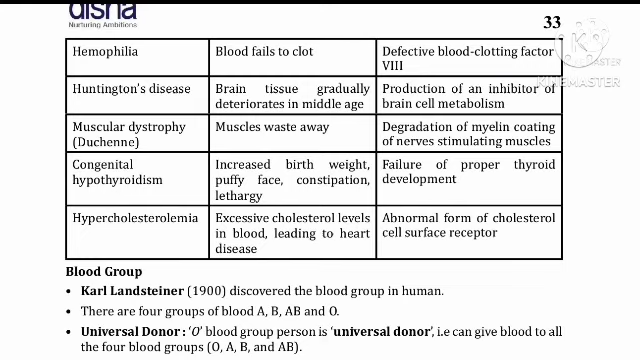 disha
Nurturing Ambitions
33
KINEMASTER
Hemophilia
Blood fails to clot
Defective blood-clotting factor
VIII
Huntington's disease
Brain tissue gradually
deteriorates in middle age
Production of an inhibitor of
brain cell metabolism
Muscular dystrophy
(Duchenne)
Muscles waste away
Degradation of myelin coating
of nerves stimulating muscles
Congenital
hypothyroidism
Increased birth weight,
puffy face, constipation,
lethargy
Failure of proper thyroid
development
Hypercholesterolemia
Excessive cholesterol levels
in blood, leading to heart
disease
Abnormal form of cholesterol
cell surface receptor
Blood Group
• Karl Landsteiner (1900) discovered the blood group in human.
• There are four groups of blood A, B, AB and O.
• Universal Donor : 'O' blood group person is 'universal donor', i.e can give blood to all
the four blood groups (O, A, B, and AB).